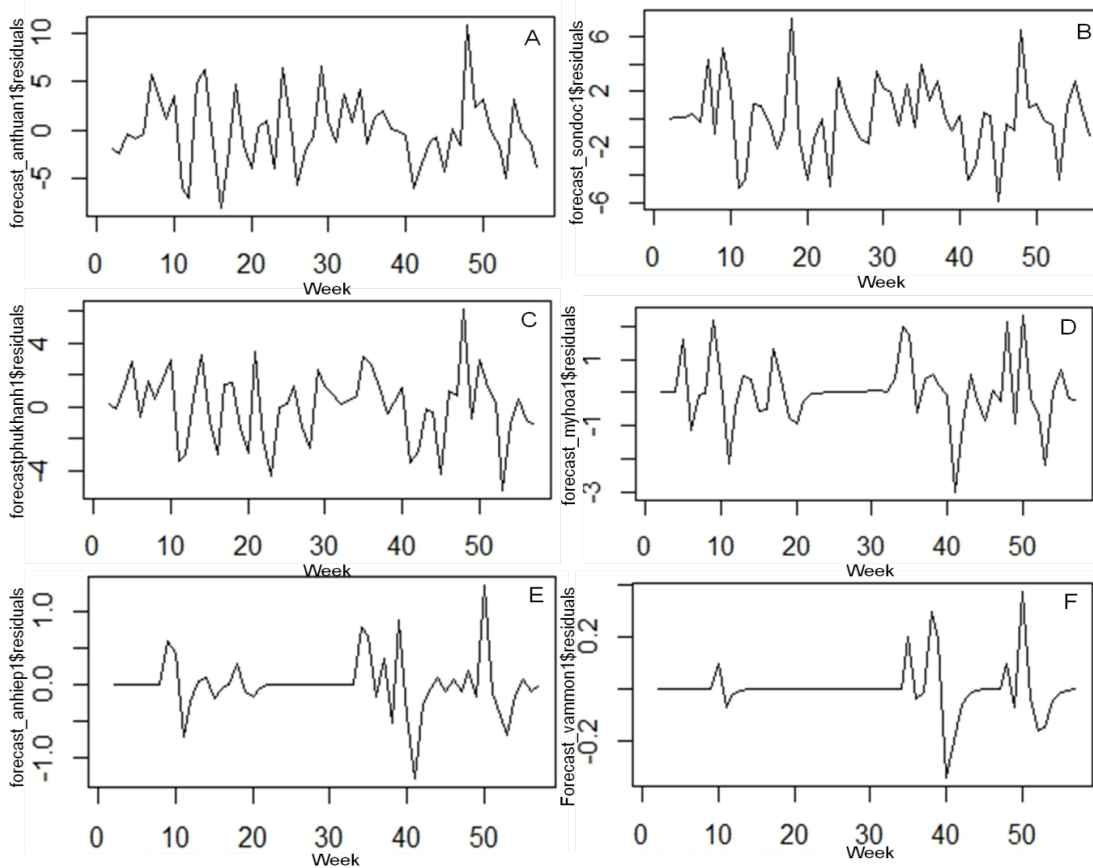 forecast_anthuan1$residuals
10
5
0
-5
A
0 10 20 30 40 50
Week
forecast_sondoc1$residuals
6
2
-2
-6
B
0 10 20 30 40 50
Week
forecastphukhanh1$residuals
4
0
-4
C
0 10 20 30 40 50
Week
forecast_myhoa1$residuals
1
-1
-3
D
0 10 20 30 40 50
Week
forecast_anhiep1$residuals
1.0
0.0
-1.0
E
0 10 20 30 40 50
Week
Forecast_vammon1$residuals
0.2
-0.2
F
0 10 20 30 40 50
Week